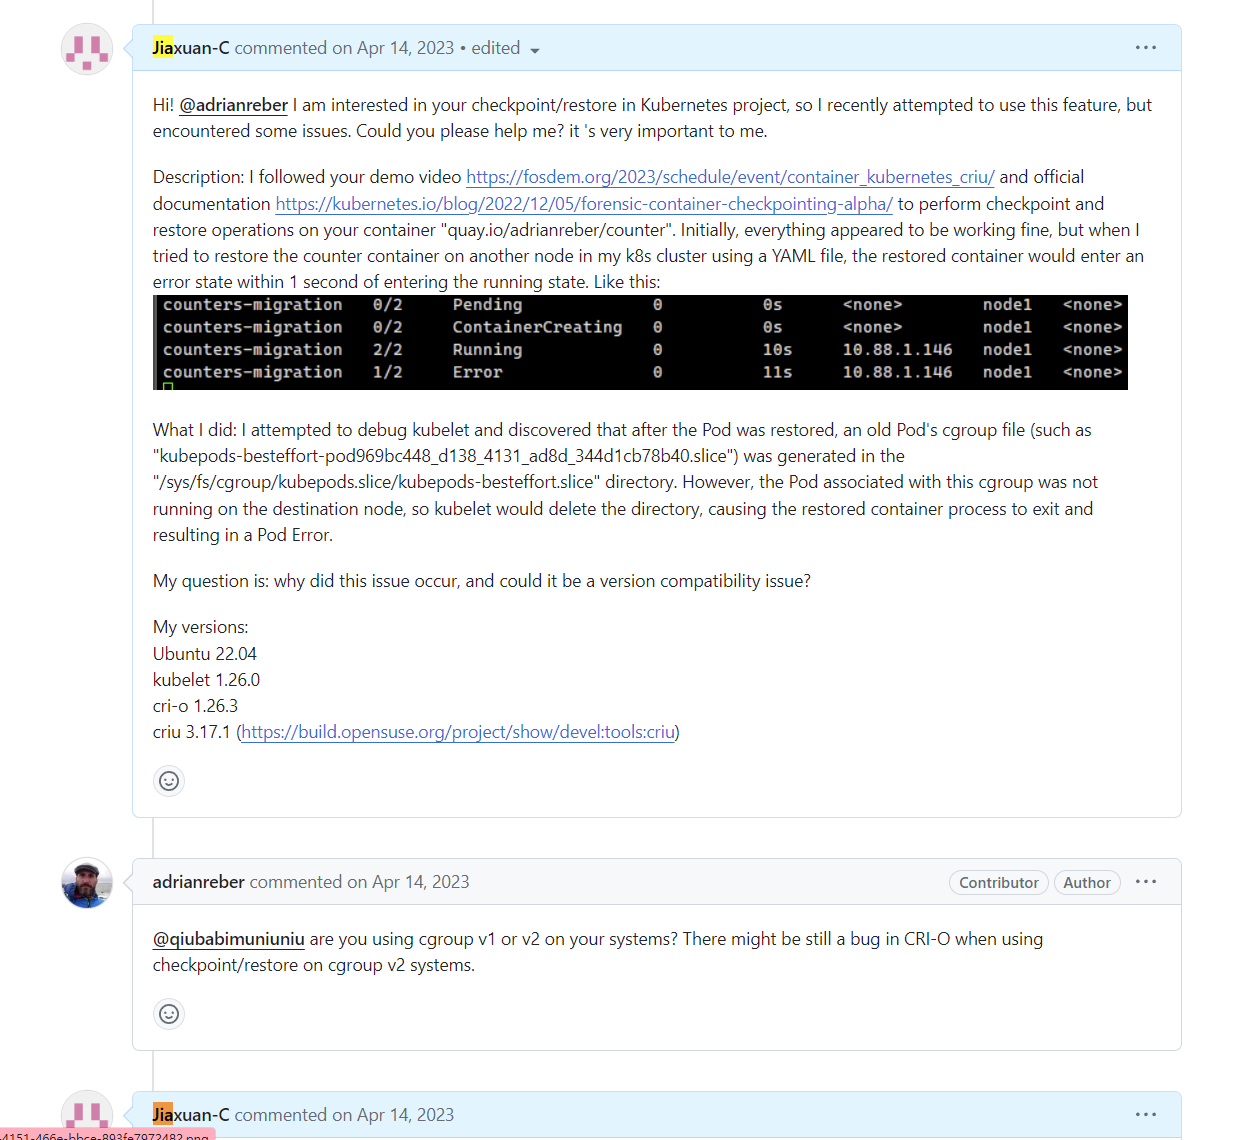 Jiaxuan-C commented on Apr 14, 2023 • edited
Hi! @adrianreber I am interested in your checkpoint/restore in Kubernetes project, so I recently attempted to use this feature, but
encountered some issues. Could you please help me? it 's very important to me.
Description: I followed your demo video https://fosdem.org/2023/schedule/event/container_kubernetes_criu/ and official
documentation https://kubernetes.io/blog/2022/12/05/forensic-container-checkpointing-alpha/ to perform checkpoint and
restore operations on your container "quay.io/adrianreber/counter". Initially, everything appeared to be working fine, but when I
tried to restore the counter container on another node in my k8s cluster using a YAML file, the restored container would enter an
error state within 1 second of entering the running state. Like this:
counters-migration 0/2 Pending 0 0s <none> node1 <none>
counters-migration 0/2 ContainerCreating 0 0s <none> node1 <none>
counters-migration 2/2 Running 0 10s 10.88.1.146 node1 <none>
counters-migration 1/2 Error 0 11s 10.88.1.146 node1 <none>
What I did: I attempted to debug kubelet and discovered that after the Pod was restored, an old Pod's cgroup file (such as
"kubepods-besteffort-pod969bc448_d138_4131_ad8d_344d1cb78b40.slice") was generated in the
"/sys/fs/cgroup/kubepods.slice/kubepods-besteffort.slice" directory. However, the Pod associated with this cgroup was not
running on the destination node, so kubelet would delete the directory, causing the restored container process to exit and
resulting in a Pod Error.
My question is: why did this issue occur, and could it be a version compatibility issue?
My versions:
Ubuntu 22.04
kubelet 1.26.0
cri-o 1.26.3
criu 3.17.1 (https://build.opensuse.org/project/show/devel:tools:criu)
adrianreber commented on Apr 14, 2023 Contributor Author
@qiubabimuniuniu are you using cgroup v1 or v2 on your systems? There might be still a bug in CRI-O when using
checkpoint/restore on cgroup v2 systems.
Jiaxuan-C commented on Apr 14, 2023
-4151-466e-bbce-893fe7972482.png